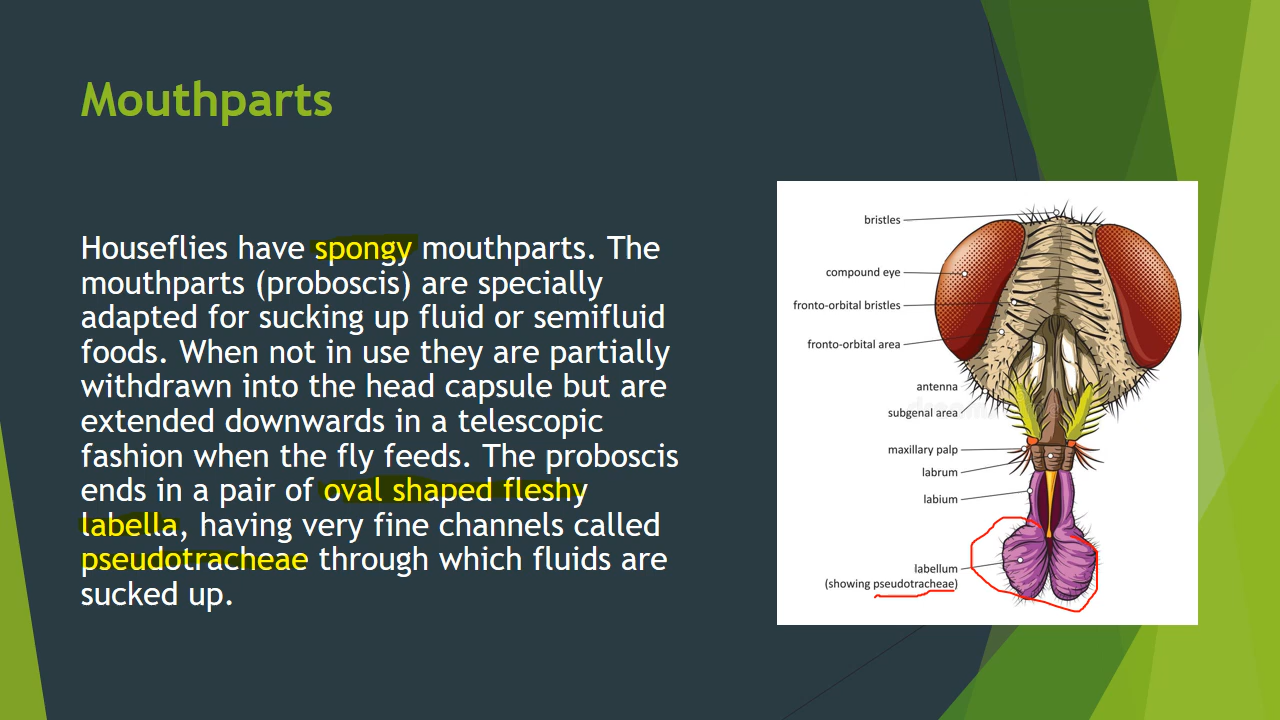 Mouthparts
Houseflies have spongy mouthparts. The
mouthparts (proboscis) are specially
adapted for sucking up fluid or semifluid
foods. When not in use they are partially
withdrawn into the head capsule but are
extended downwards in a telescopic
fashion when the fly feeds. The proboscis
ends in a pair of oval shaped fleshy
labella, having very fine channels called
pseudotracheae through which fluids are
sucked up.
bristles
compound eye
fronto-orbital bristles
fronto-orbital area
antenna
subgenal area
maxillary palp
labrum
labium
labellum
(showing pseudotracheae)